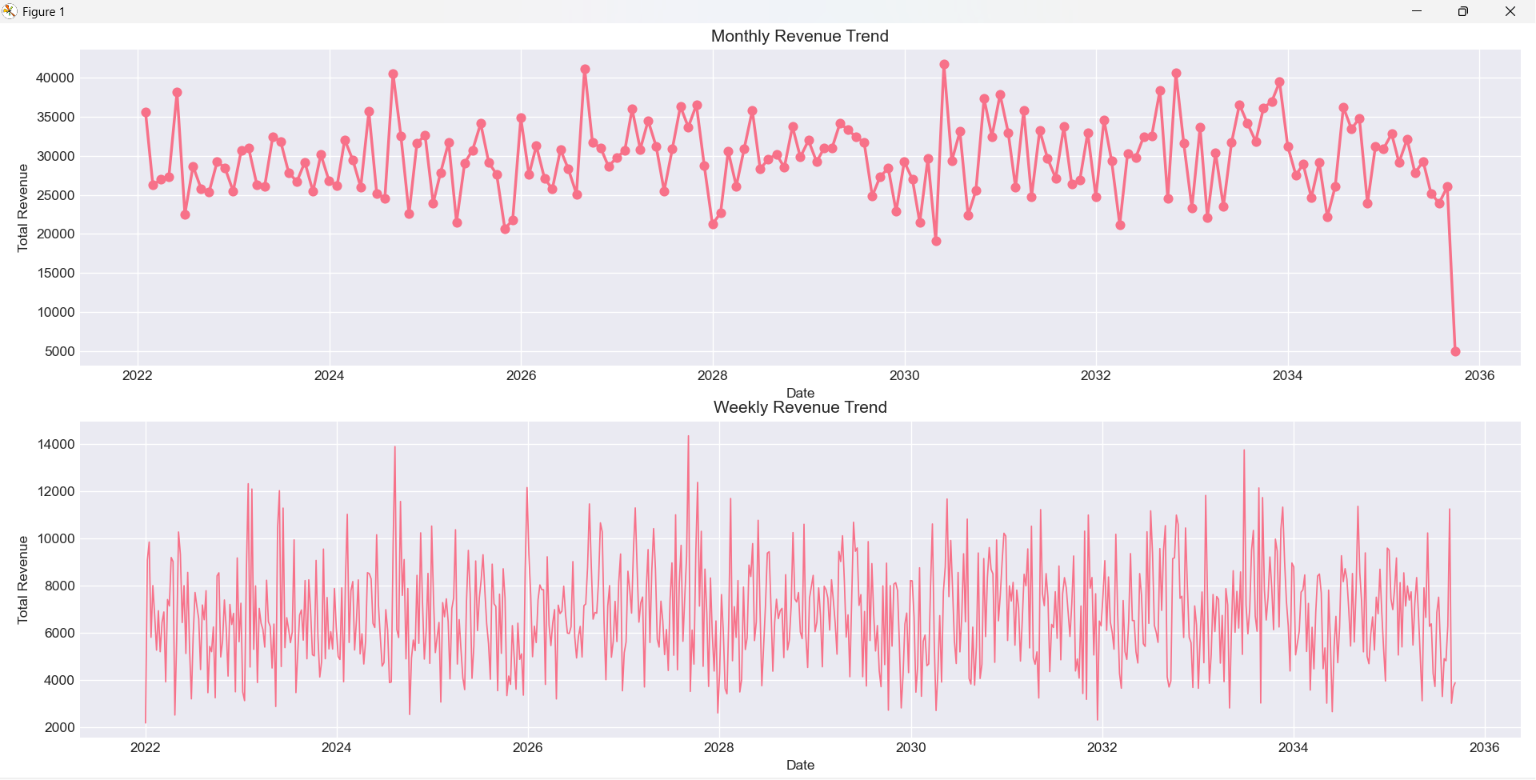 Figure 1
Monthly Revenue Trend
40000
35000
30000
25000
20000
15000
10000
5000
Total Revenue
2022 2024 2026 2028 2030 2032 2034 2036
Date
Weekly Revenue Trend
14000
12000
10000
8000
6000
4000
2000
Total Revenue
2022 2024 2026 2028 2030 2032 2034 2036
Date